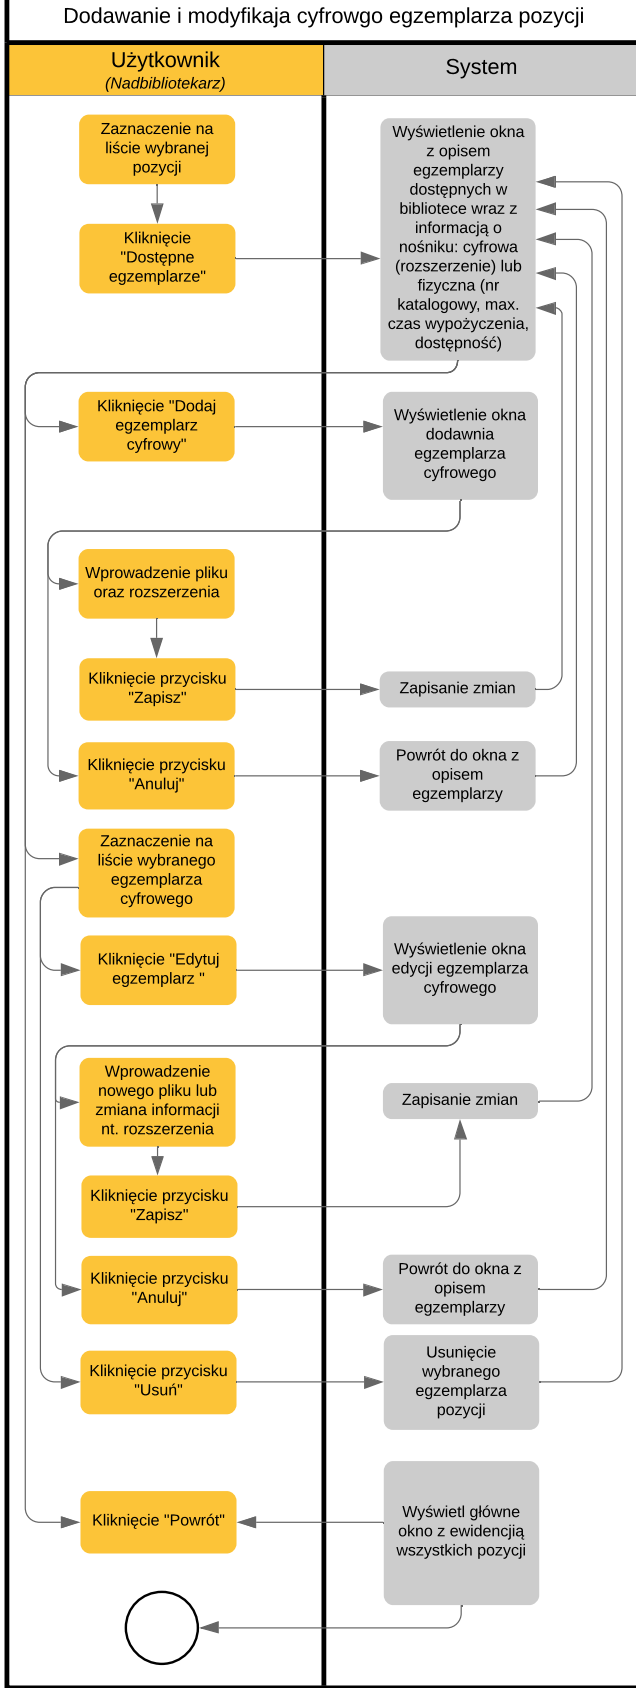 Dodawanie i modyfikaja cyfrowgo egzemplarza pozycji
Użytkownik
(Nadbibliotekarz)
System
Zaznaczenie na
liście wybranej
pozycji
Wyświetlenie okna
z opisem
egzemplarzy
dostępnych w
bibliotece wraz z
informacją o
nośniku: cyfrowa
(rozszerzenie) lub
fizyczna (nr
katalogowy, max.
czas wypożyczenia,
dostępność)
Kliknięcie
"Dostępne
egzemplarze"
Kliknięcie "Dodaj
egzemplarz
cyfrowy"
Wyświetlenie okna
dodawnia
egzemplarza
cyfrowego
Wprowadzenie pliku
oraz rozszerzenia
Kliknięcie przycisku
"Zapisz"
Zapisanie zmian
Kliknięcie przycisku
"Anuluj"
Powrót do okna z
opisem
egzemplarzy
Zaznaczenie na
liście wybranego
egzemplarza
cyfrowego
Kliknięcie "Edytuj
egzemplarz "
Wyświetlenie okna
edycji egzemplarza
cyfrowego
Wprowadzenie
nowego pliku lub
zmiana informacji
nt. rozszerzenia
Zapisanie zmian
Kliknięcie przycisku
"Zapisz"
Kliknięcie przycisku
"Anuluj"
Powrót do okna z
opisem
egzemplarzy
Kliknięcie przycisku
"Usuń"
Usunięcie
wybranego
egzemplarza
pozycji
Kliknięcie "Powrót"
Wyświetl główne
okno z ewidencjią
wszystkich pozycji